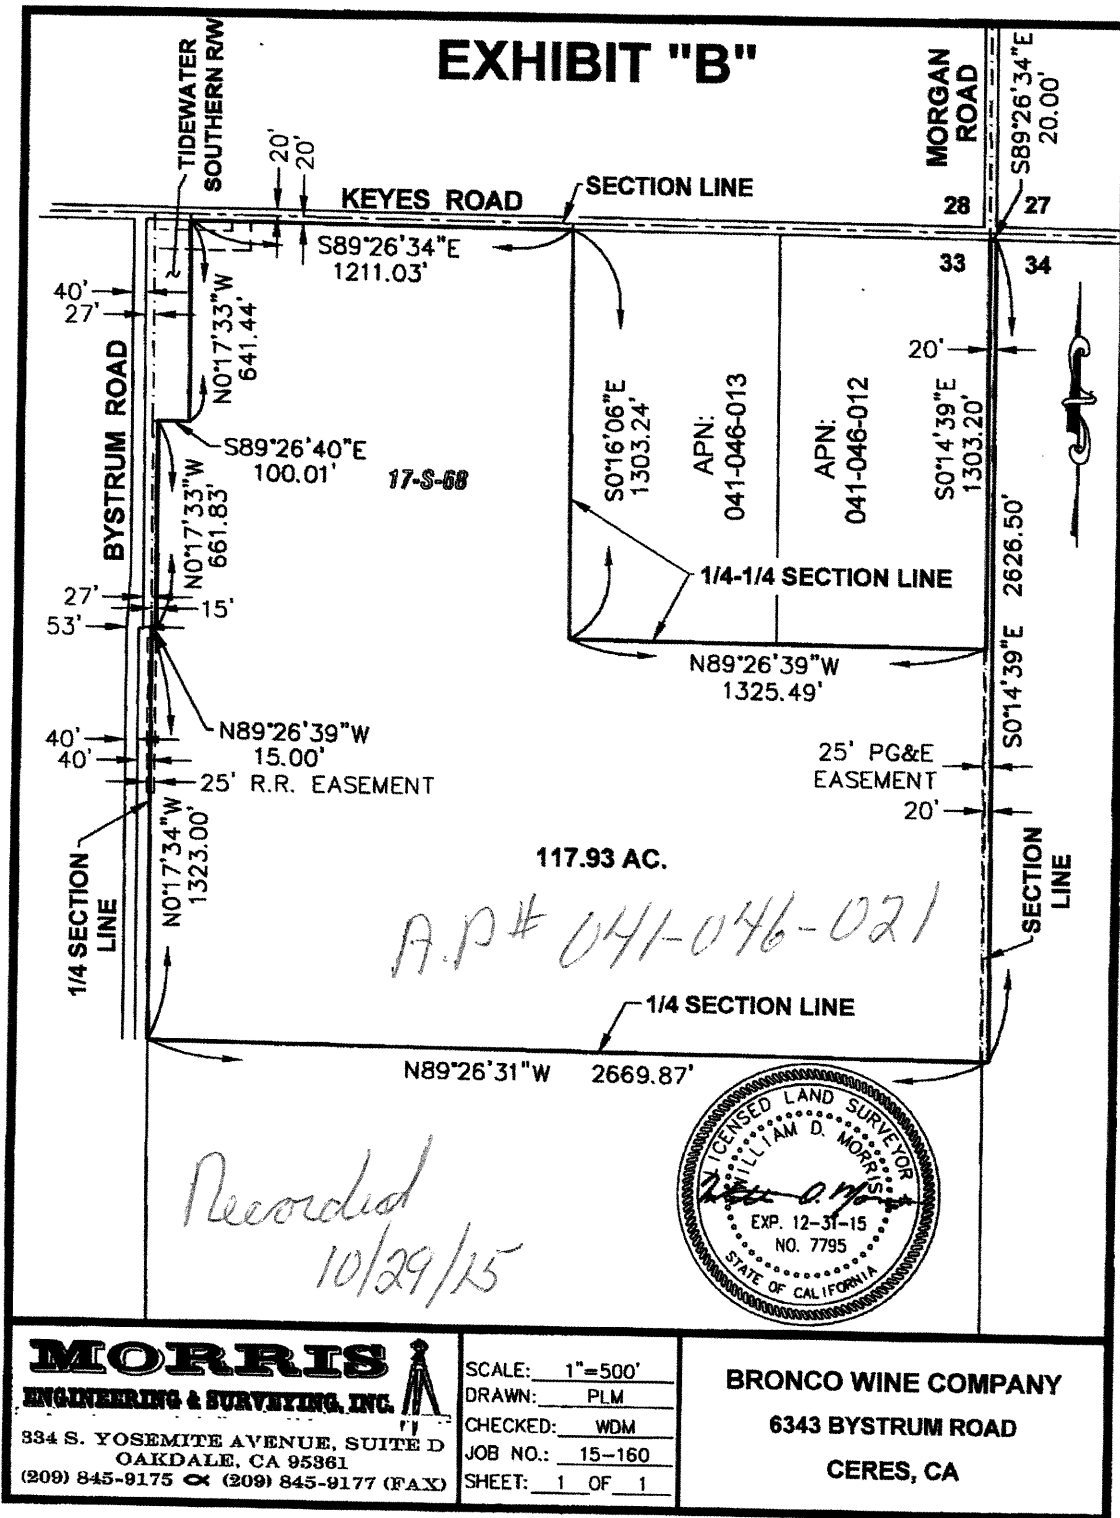 EXHIBIT "B"
TIDEWATER
SOUTHERN R/W
20'
20'
KEYES ROAD
SECTION LINE
MORGAN
ROAD
S89°26'34"E
20.00'
28
27
33
34
S89°26'34"E
1211.03'
40'
27'
BYSTRUM ROAD
N0°17'33"W
641.44'
S89°26'40"E
100.01'
17-S-68
N0°17'33"W
661.83'
27'
15'
53'
S0°16'06"E
1303.24'
APN:
041-046-013
APN:
041-046-012
20'
S0°14'39"E
1303.20'
S0°14'39"E 2626.50'
1/4-1/4 SECTION LINE
N89°26'39"W
1325.49'
N89°26'39"W
15.00'
40'
40'
25' R.R. EASEMENT
25' PG&E
EASEMENT
20'
N0°17'34"W
1323.00'
1/4 SECTION
LINE
SECTION
LINE
117.93 AC.
A.P# 041-046-021
1/4 SECTION LINE
N89°26'31"W 2669.87'
Recorded
10/29/15
LICENSED LAND SURVEYOR
WILLIAM D. MORRIS
EXP. 12-31-15
NO. 7795
STATE OF CALIFORNIA
MORRIS
ENGINEERING & SURVEYING, INC.
334 S. YOSEMITE AVENUE, SUITE D
OAKDALE, CA 95361
(209) 845-9175 (209) 845-9177 (FAX)
SCALE: 1"=500'
DRAWN: PLM
CHECKED: WDM
JOB NO.: 15-160
SHEET: 1 OF 1
BRONCO WINE COMPANY
6343 BYSTRUM ROAD
CERES, CA